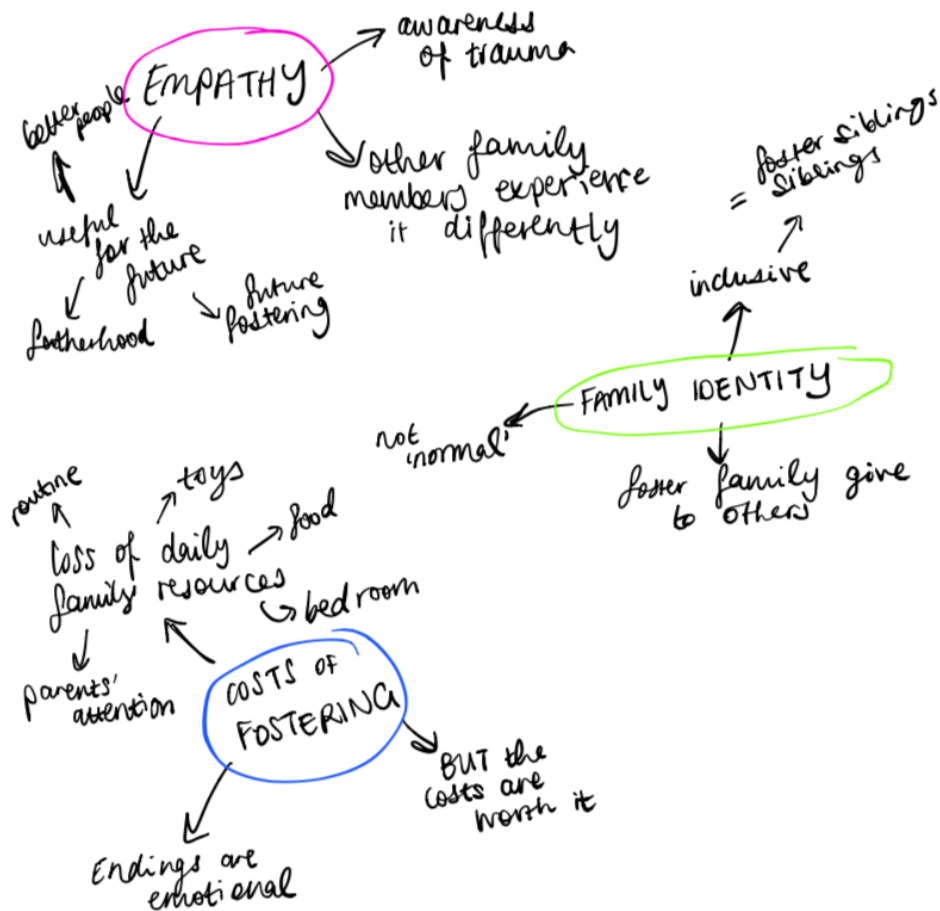 EMPATHY
awareness
of trauma
other family
members experience
it differently
useful
for the
future
better
people
fatherhood
future
fostering
FAMILY IDENTITY
inclusive
= foster siblings
siblings
not
'normal'
foster family give
to others
COSTS OF
FOSTERING
loss of daily
family resources
routine
toys
food
bedroom
parents'
attention
BUT the
costs are
worth it
Endings are
emotional